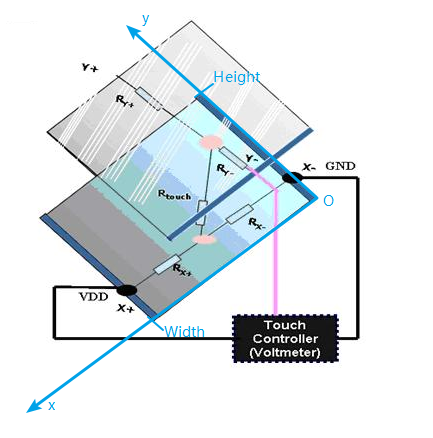 y
Y+
Height
RY+
Y-
X- GND
RY-
Rtouch
O
RX-
RX+
VDD
X+
Touch
Controller
(Voltmeter)
Width
x